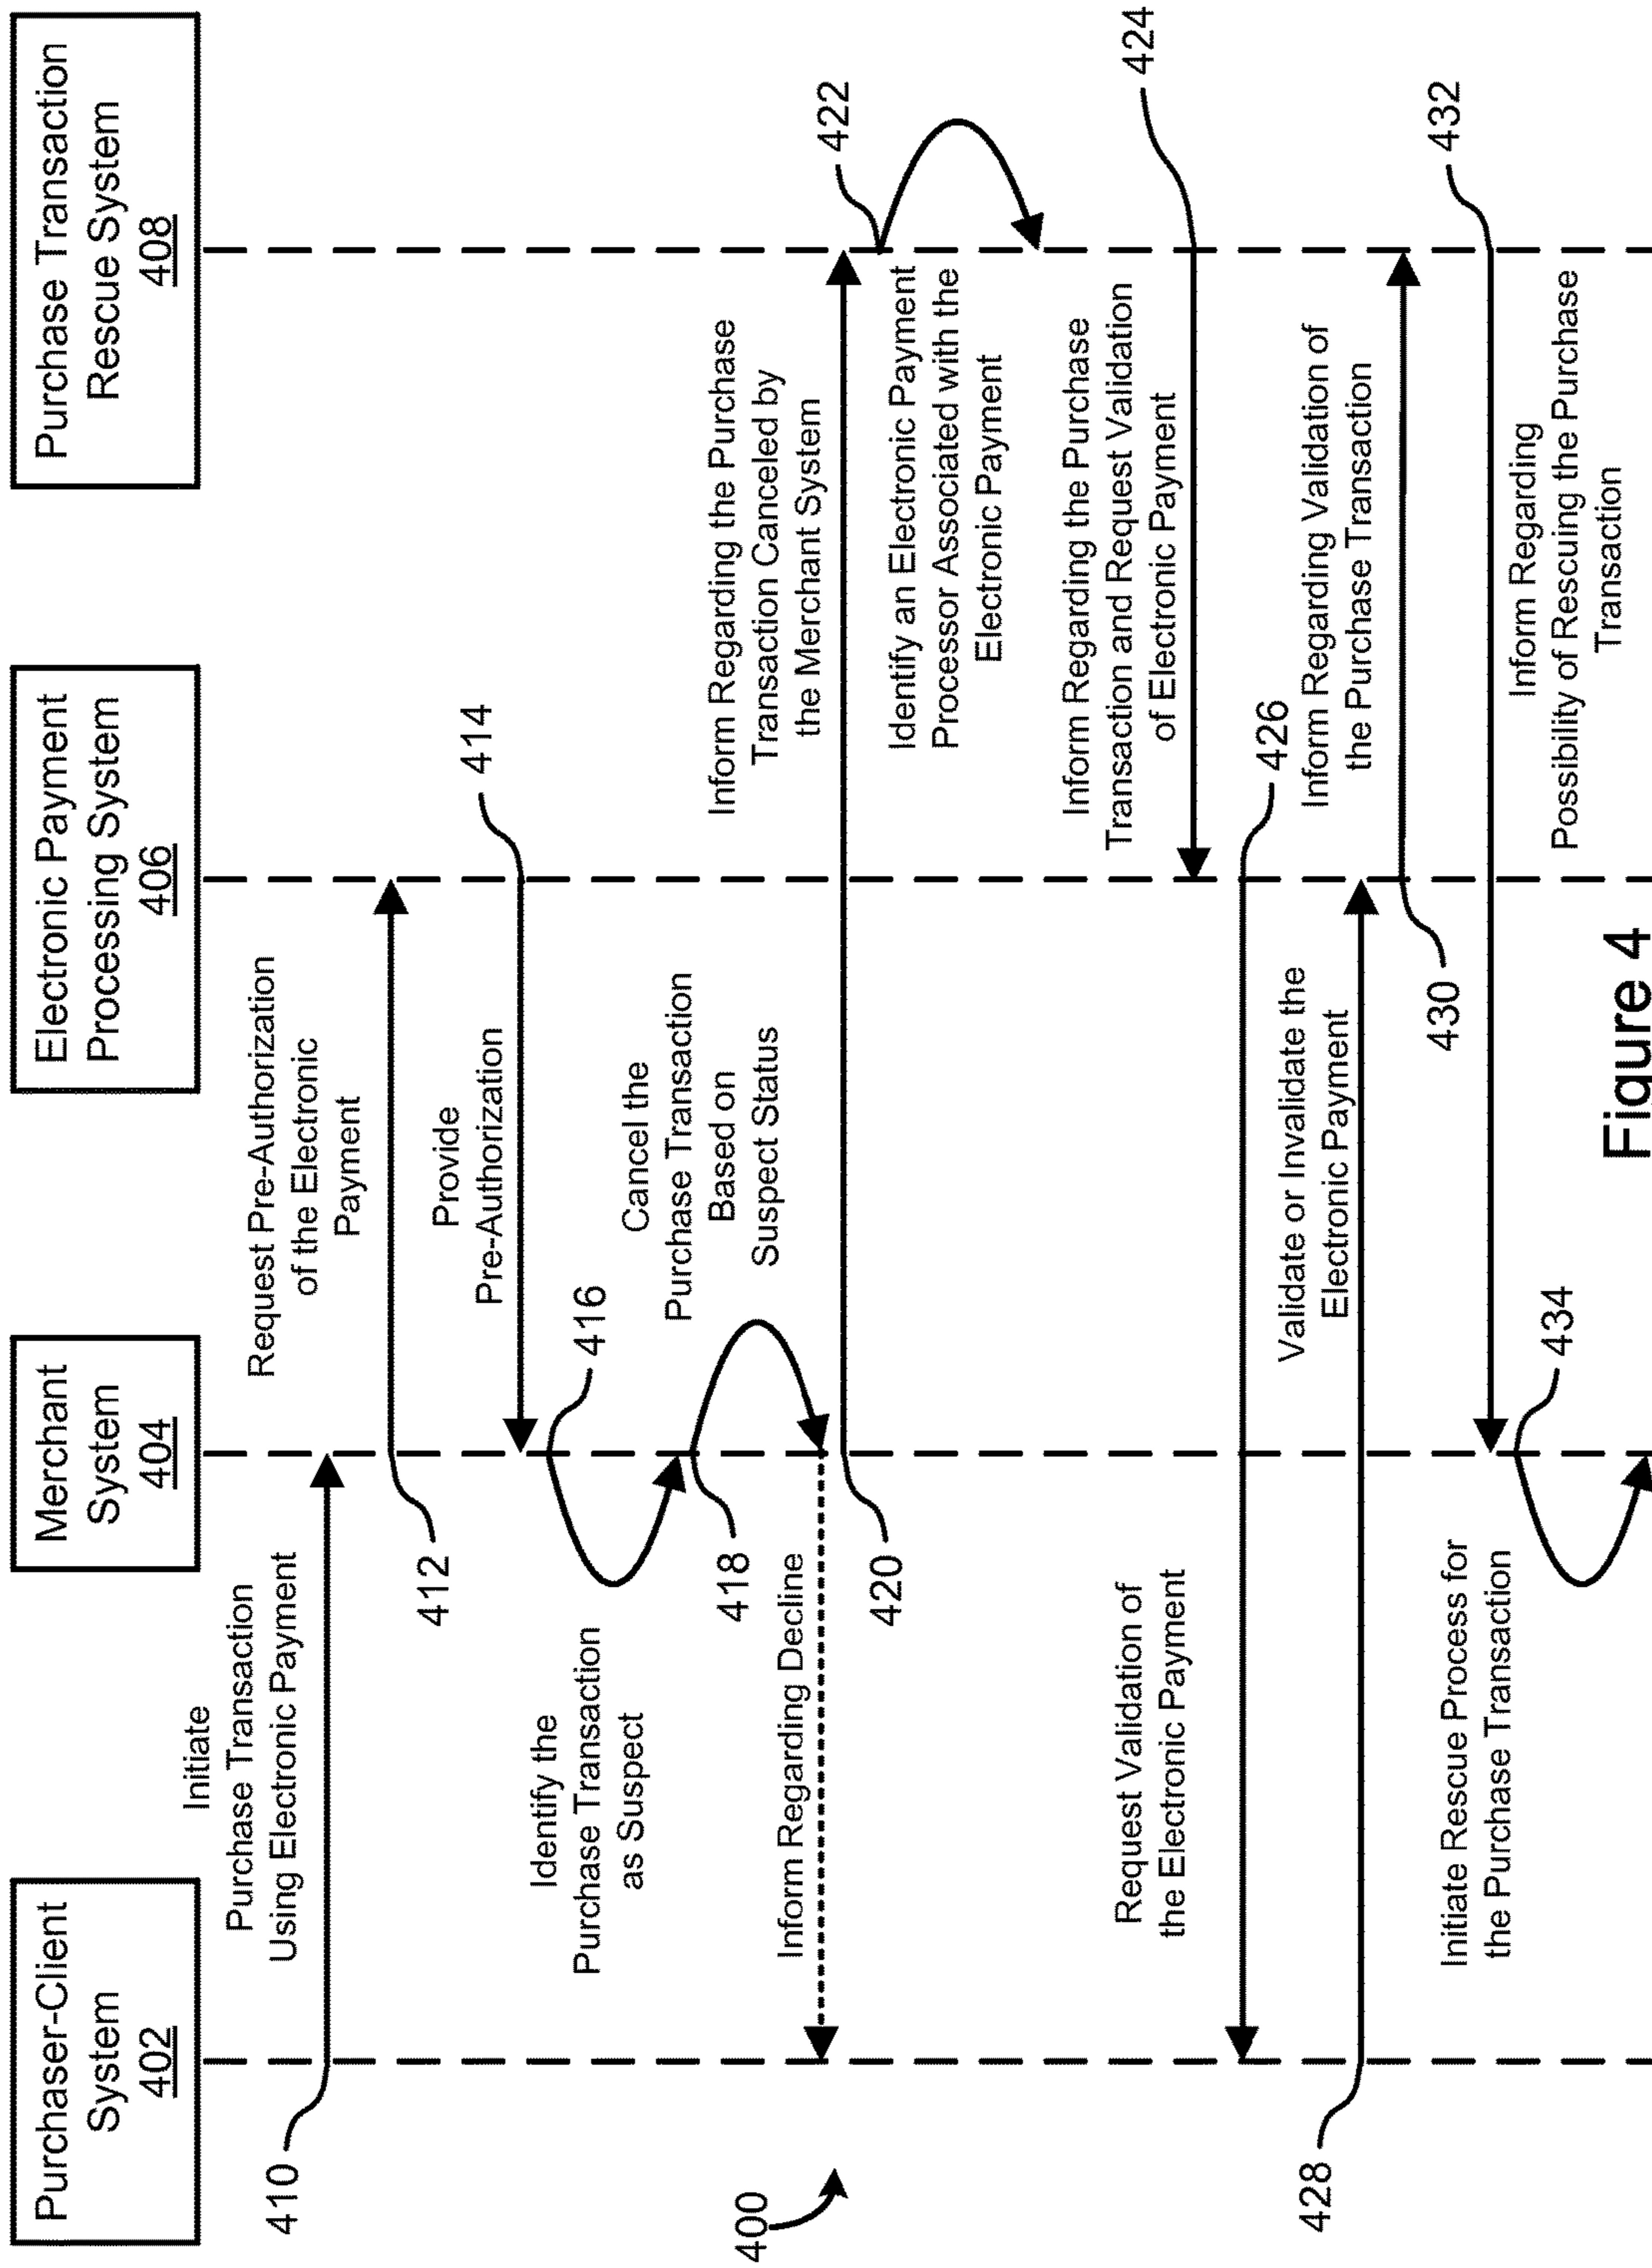 Purchaser-Client
System
402
Merchant
System
404
Electronic Payment
Processing System
406
Purchase Transaction
Rescue System
408
Initiate
Purchase Transaction
Using Electronic Payment
410
Request Pre-Authorization
of the Electronic
Payment
412
Provide
Pre-Authorization
414
Identify the
Purchase Transaction
as Suspect
416
Cancel the
Purchase Transaction
Based on
Suspect Status
418
Inform Regarding Decline
Inform Regarding the Purchase
Transaction Canceled by
the Merchant System
420
Identify an Electronic Payment
Processor Associated with the
Electronic Payment
422
Inform Regarding the Purchase
Transaction and Request Validation
of Electronic Payment
424
Request Validation of
the Electronic Payment
426
Validate or Invalidate the
Electronic Payment
428
Inform Regarding Validation of
the Purchase Transaction
430
Inform Regarding
Possibility of Rescuing the Purchase
Transaction
432
Initiate Rescue Process for
the Purchase Transaction
434
400
Figure 4